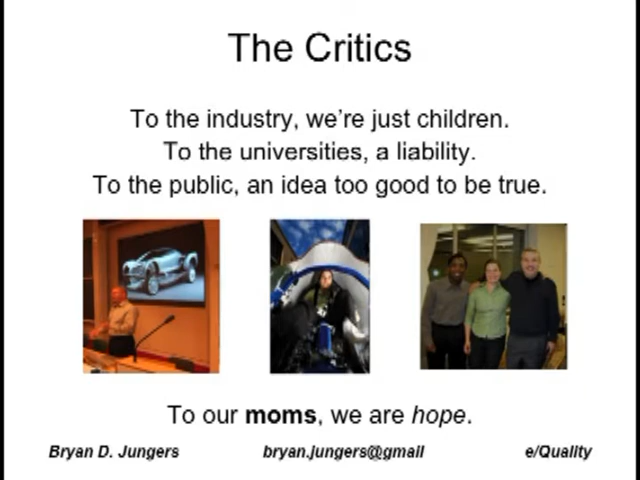 The Critics
To the industry, we're just children.
To the universities, a liability.
To the public, an idea too good to be true.
To our moms, we are hope.
Bryan D. Jungers bryan.jungers@gmail e/Quality